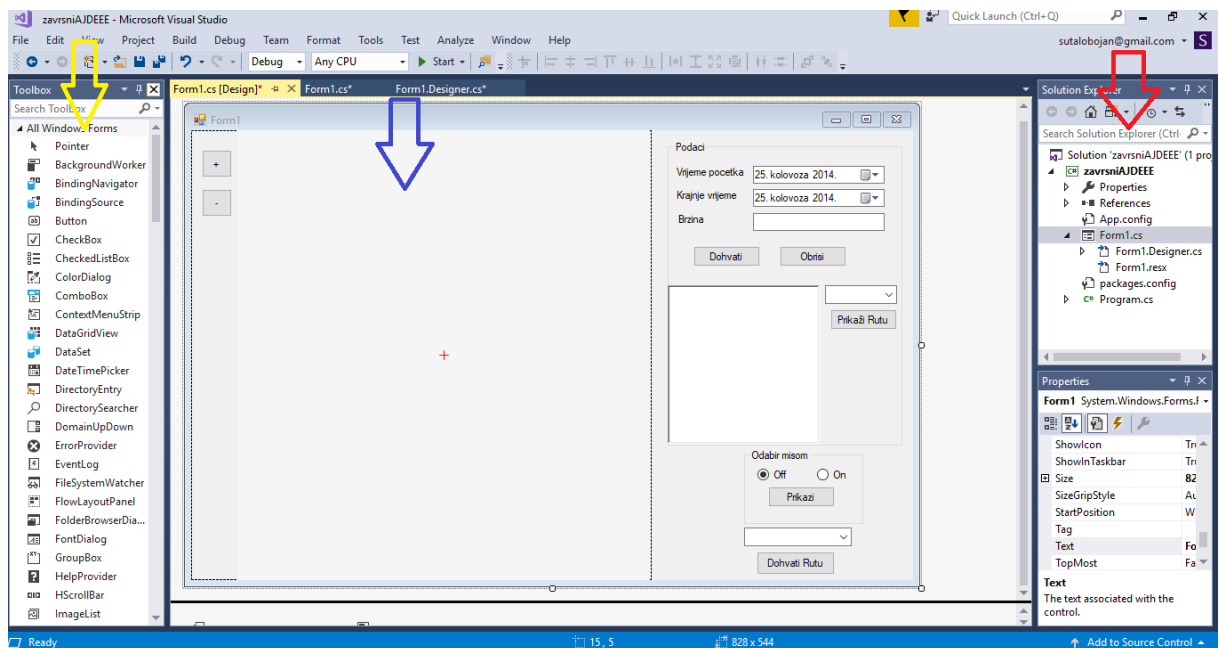 zavrsniAJDEEE - Microsoft Visual Studio
Quick Launch (Ctrl+Q)
File Edit View Project Build Debug Team Format Tools Test Analyze Window Help
sutalobojan@gmail.com S
Debug Any CPU Start
Toolbox
Search Toolbox
All Windows Forms
Pointer
BackgroundWorker
BindingNavigator
BindingSource
Button
CheckBox
CheckedListBox
ColorDialog
ComboBox
ContextMenuStrip
DataGridView
DataSet
DateTimePicker
DirectoryEntry
DirectorySearcher
DomainUpDown
ErrorProvider
EventLog
FileSystemWatcher
FlowLayoutPanel
FolderBrowserDia...
FontDialog
GroupBox
HelpProvider
HScrollBar
ImageList
Form1.cs [Design]* Form1.cs* Form1.Designer.cs*
Form1
+
-
Podaci
Vrijeme pocetka 25. kolovoza 2014.
Krajnje vrijeme 25. kolovoza 2014.
Brzina
Dohvati Obrisi
Prikaži Rutu
Odabir misom
Off On
Prikazi
Dohvati Rutu
Solution Explorer
Search Solution Explorer (Ctrl-
Solution 'zavrsniAJDEEE' (1 pro
C# zavrsniAJDEEE
Properties
References
App.config
Form1.cs
Form1.Designer.cs
Form1.resx
packages.config
C# Program.cs
Properties
Form1 System.Windows.Forms.F
ShowIcon Tr
ShowInTaskbar Tr
Size 82
SizeGripStyle Au
StartPosition W
Tag
Text Fo
TopMost Fa
Text
The text associated with the
control.
Ready 15 , 5 828 x 544 Add to Source Control